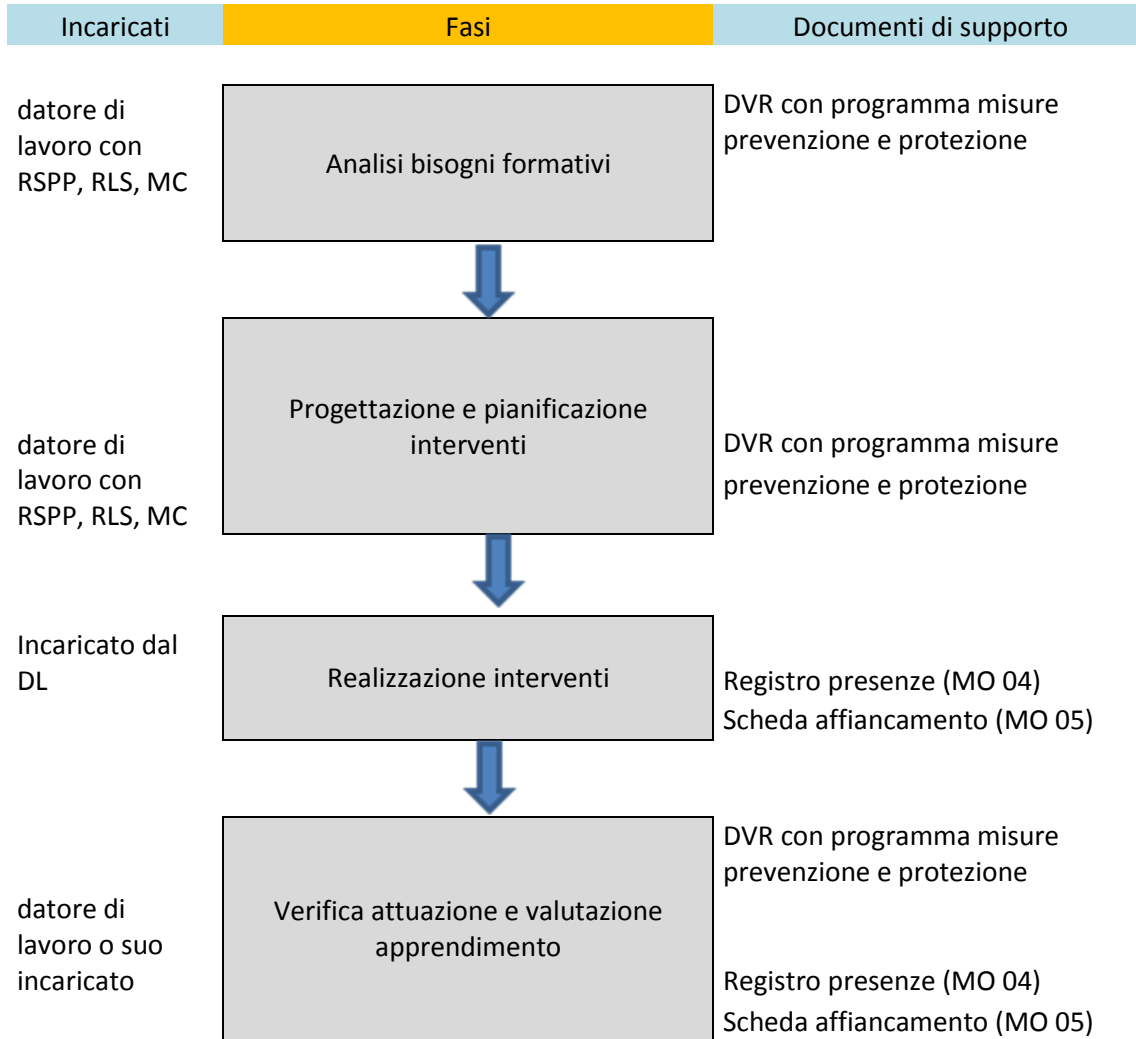 Incaricati
Fasi
Documenti di supporto
datore di
lavoro con
RSPP, RLS, MC
Analisi bisogni formativi
DVR con programma misure
prevenzione e protezione
datore di
lavoro con
RSPP, RLS, MC
Progettazione e pianificazione
interventi
DVR con programma misure
prevenzione e protezione
Incaricato dal
DL
Realizzazione interventi
Registro presenze (MO 04)
Scheda affiancamento (MO 05)
datore di
lavoro o suo
incaricato
Verifica attuazione e valutazione
apprendimento
DVR con programma misure
prevenzione e protezione
Registro presenze (MO 04)
Scheda affiancamento (MO 05)